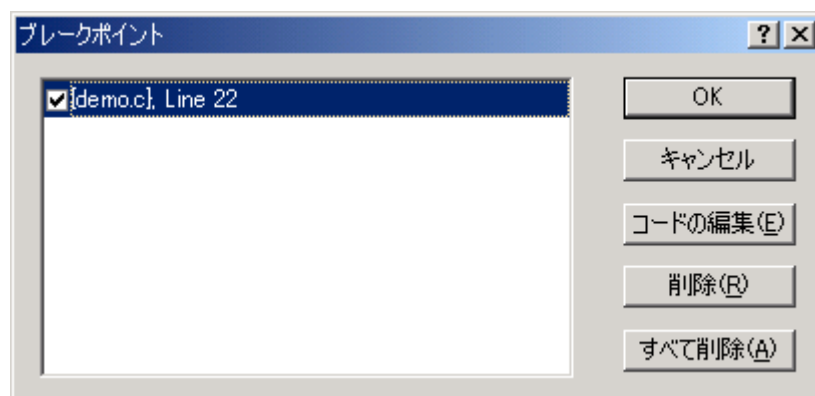 ブレークポイント
{demo.c}, Line 22
OK
キャンセル
コードの編集(E)
削除(R)
すべて削除(A)